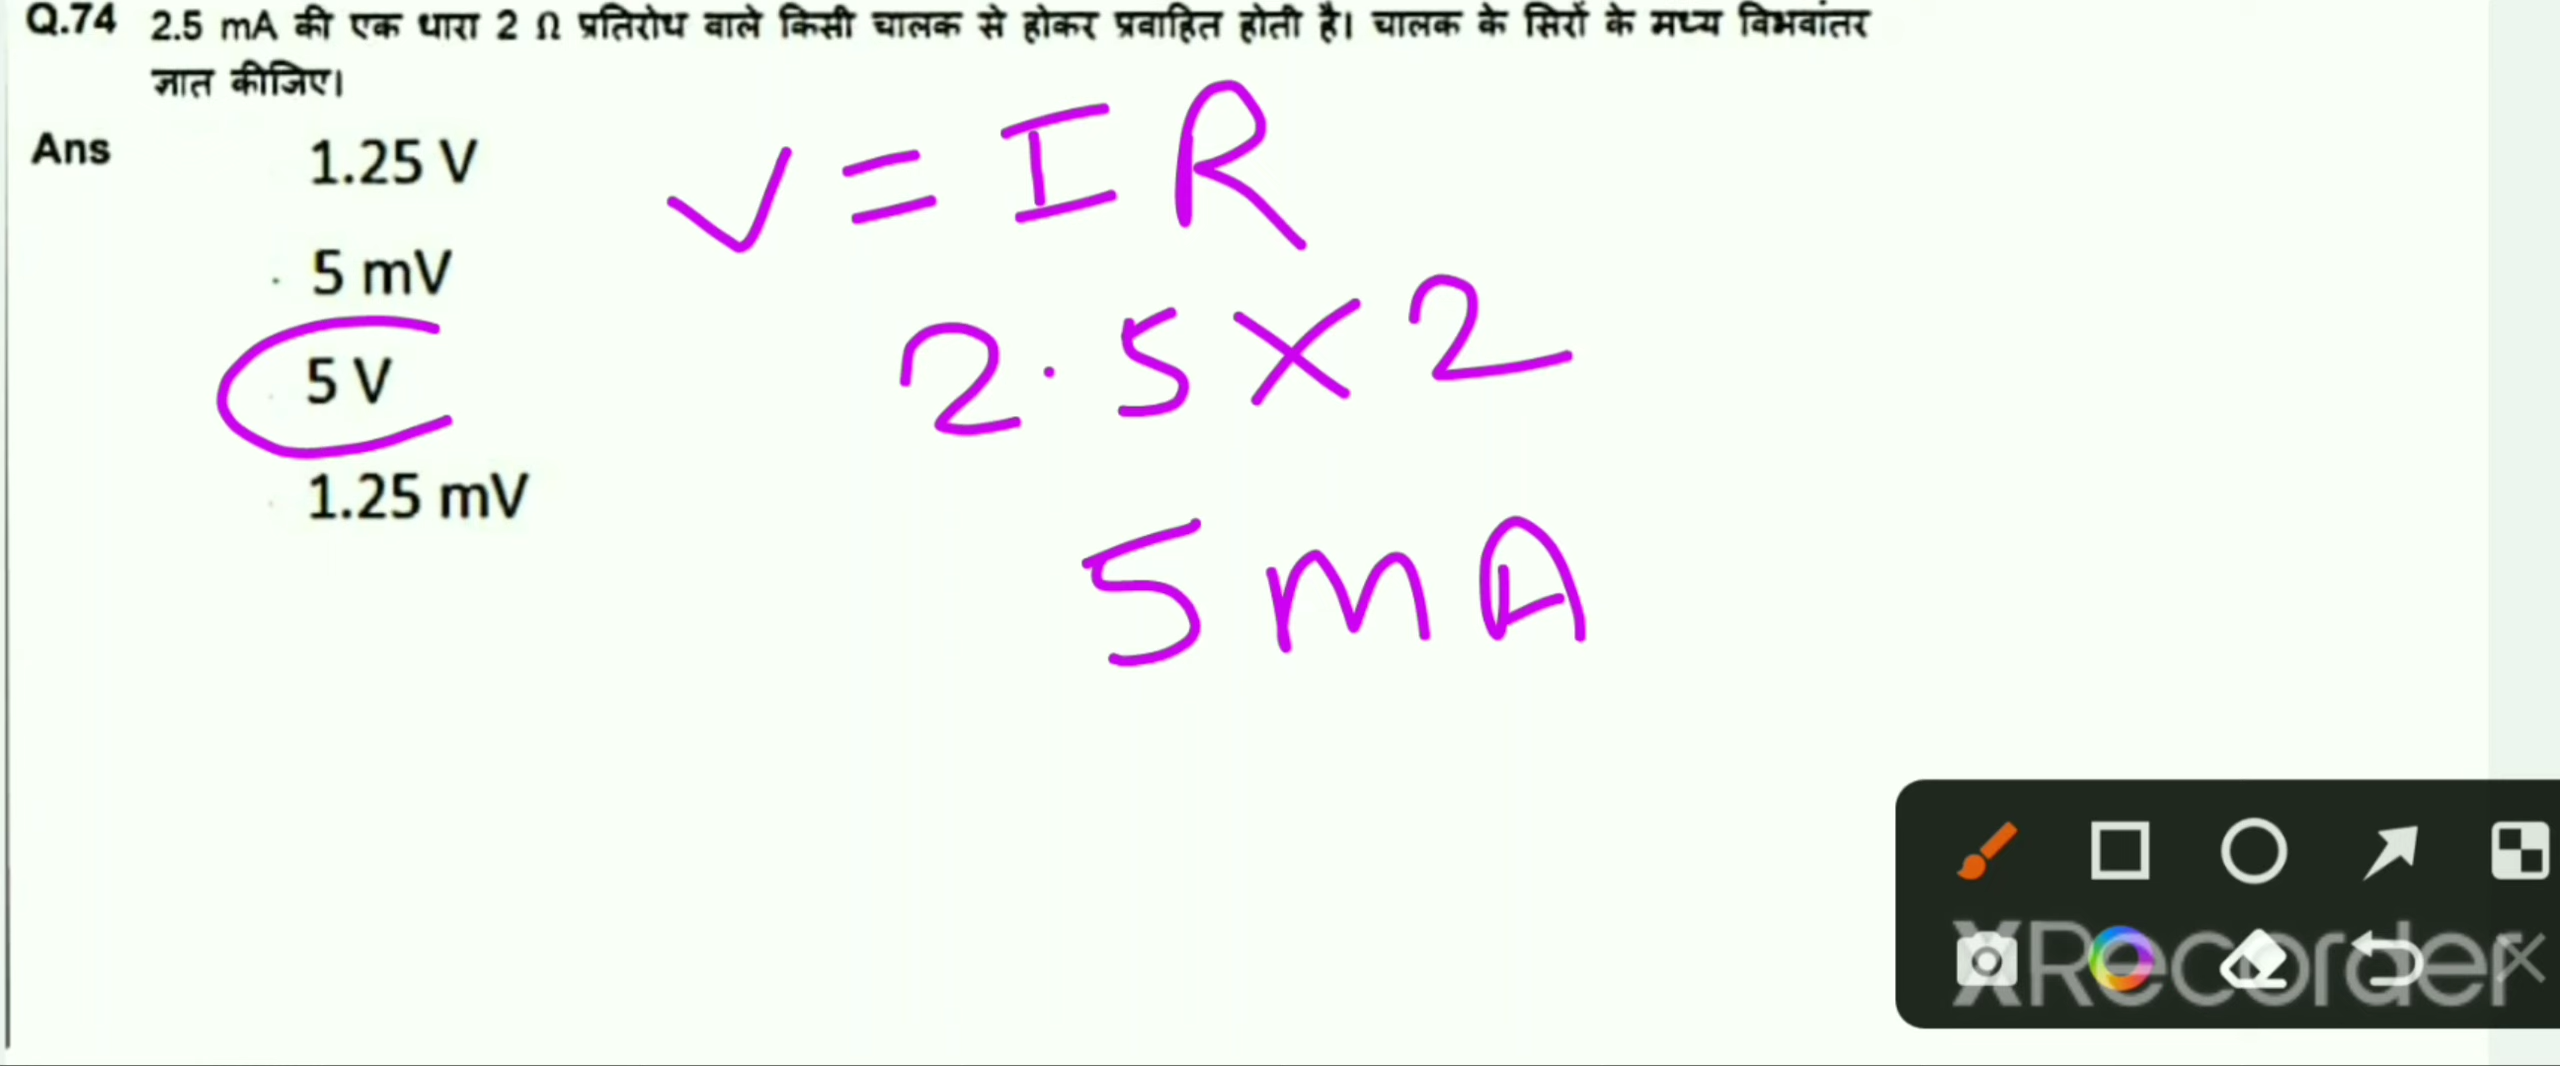 Q.74 2.5 mA की एक धारा 2 Ω प्रतिरोध वाले किसी चालक से होकर प्रवाहित होती है। चालक के सिरों के मध्य विभवांतर
ज्ञात कीजिए।
Ans 1.25 V
5 mV
5 V
1.25 mV
V = I R
2.5 × 2
5 mA
XRecorder